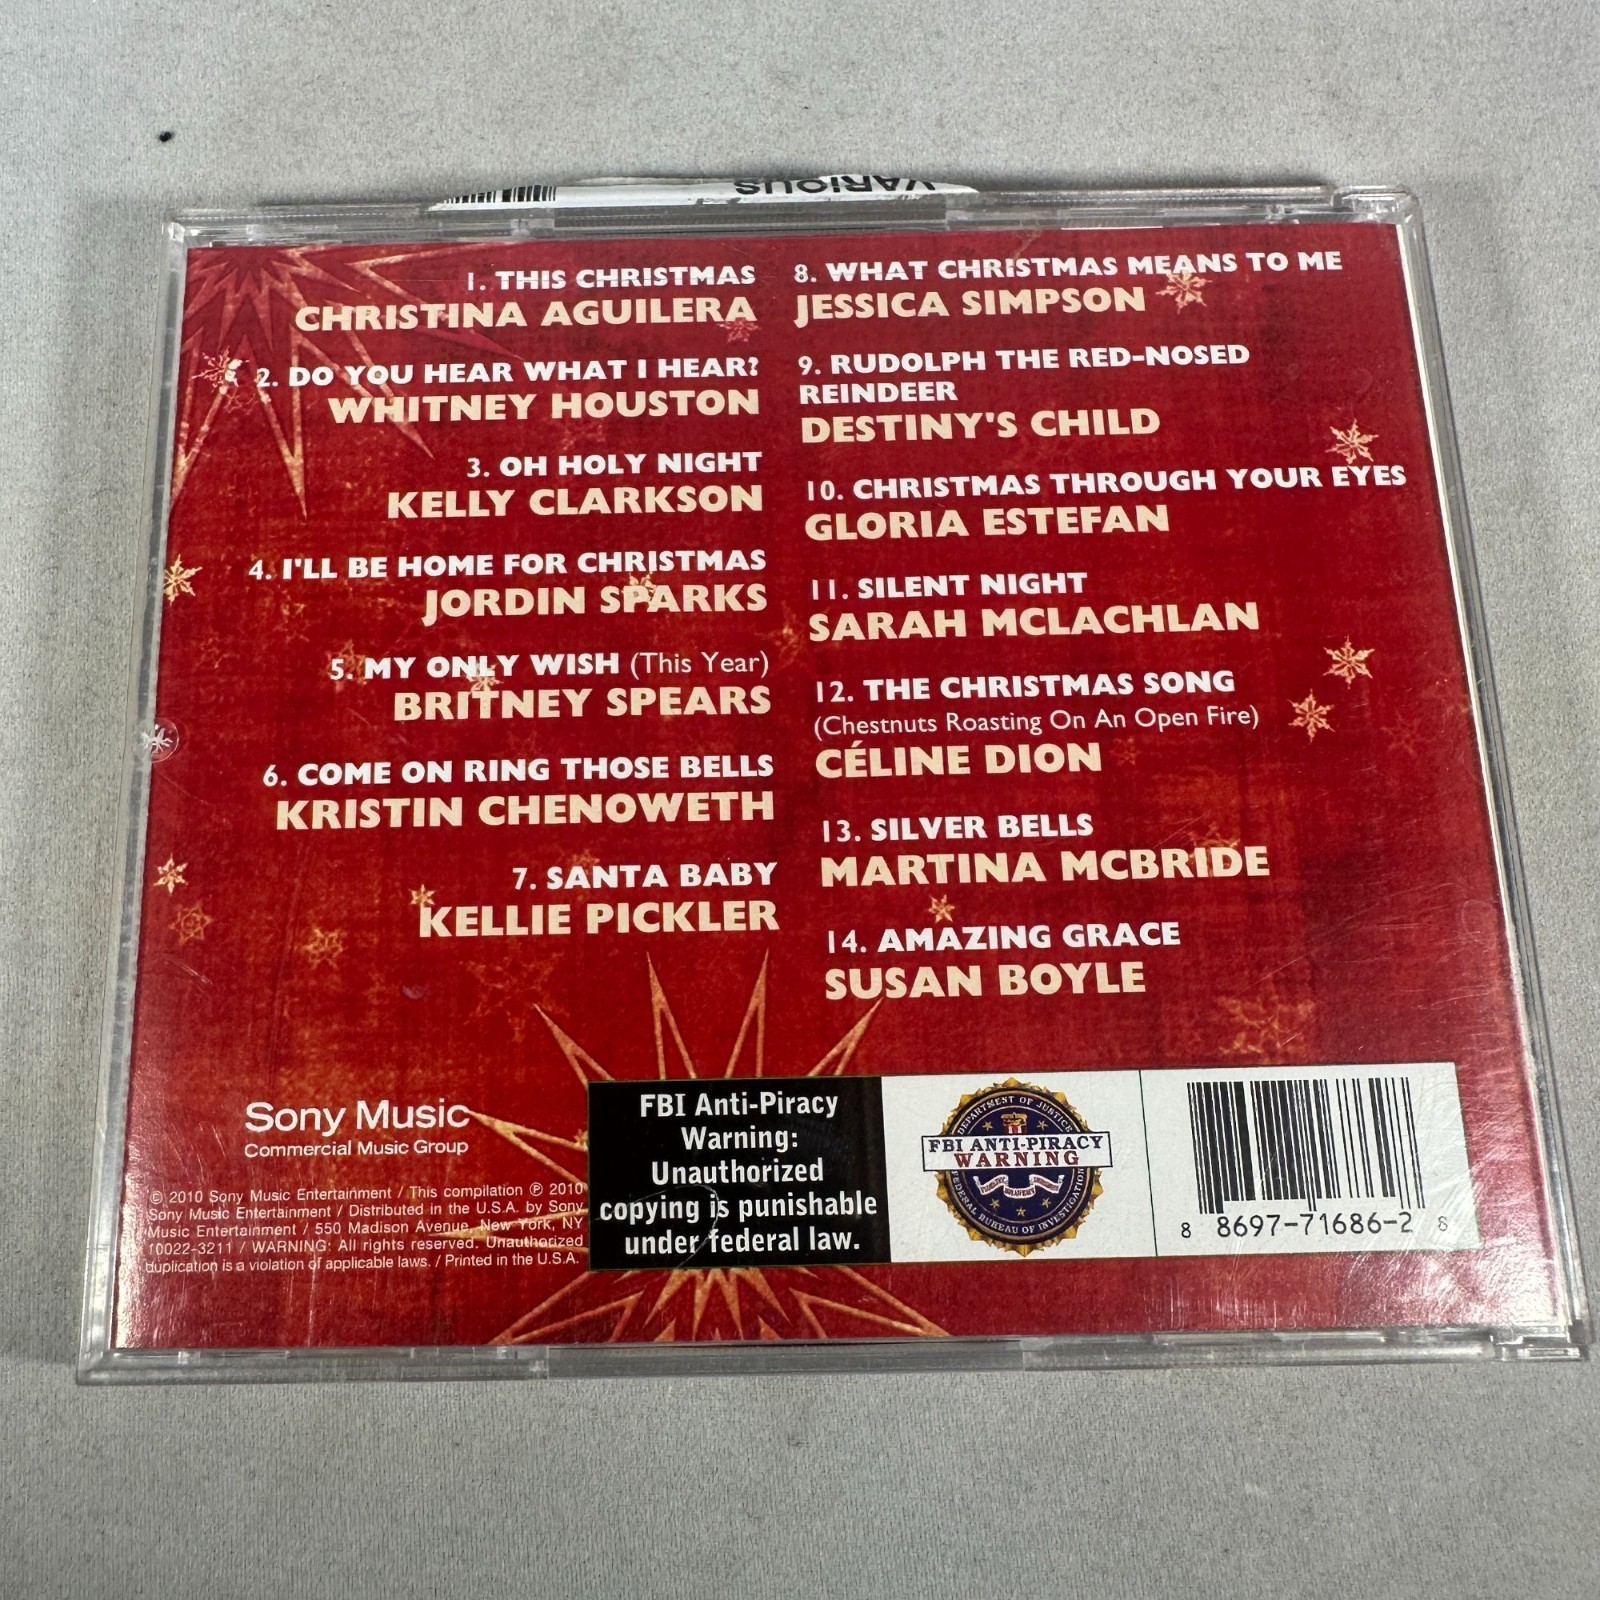 VARIOUS
1. THIS CHRISTMAS
CHRISTINA AGUILERA
2. DO YOU HEAR WHAT I HEAR?
WHITNEY HOUSTON
3. OH HOLY NIGHT
KELLY CLARKSON
4. I'LL BE HOME FOR CHRISTMAS
JORDIN SPARKS
5. MY ONLY WISH (This Year)
BRITNEY SPEARS
6. COME ON RING THOSE BELLS
KRISTIN CHENOWETH
7. SANTA BABY
KELLIE PICKLER
8. WHAT CHRISTMAS MEANS TO ME
JESSICA SIMPSON
9. RUDOLPH THE RED-NOSED
REINDEER
DESTINY'S CHILD
10. CHRISTMAS THROUGH YOUR EYES
GLORIA ESTEFAN
11. SILENT NIGHT
SARAH MCLACHLAN
12. THE CHRISTMAS SONG
(Chestnuts Roasting On An Open Fire)
CÉLINE DION
13. SILVER BELLS
MARTINA MCBRIDE
14. AMAZING GRACE
SUSAN BOYLE
Sony Music
Commercial Music Group
© 2010 Sony Music Entertainment / This compilation ℗ 2010
Sony Music Entertainment / Distributed in the U.S.A. by Sony
Music Entertainment / 550 Madison Avenue, New York, NY
10022-3211 / WARNING: All rights reserved. Unauthorized
duplication is a violation of applicable laws. / Printed in the U.S.A.
FBI Anti-Piracy
Warning:
Unauthorized
copying is punishable
under federal law.
DEPARTMENT OF JUSTICE
FBI ANTI-PIRACY
WARNING
FEDERAL BUREAU OF INVESTIGATION
8 8697-71686-2 8